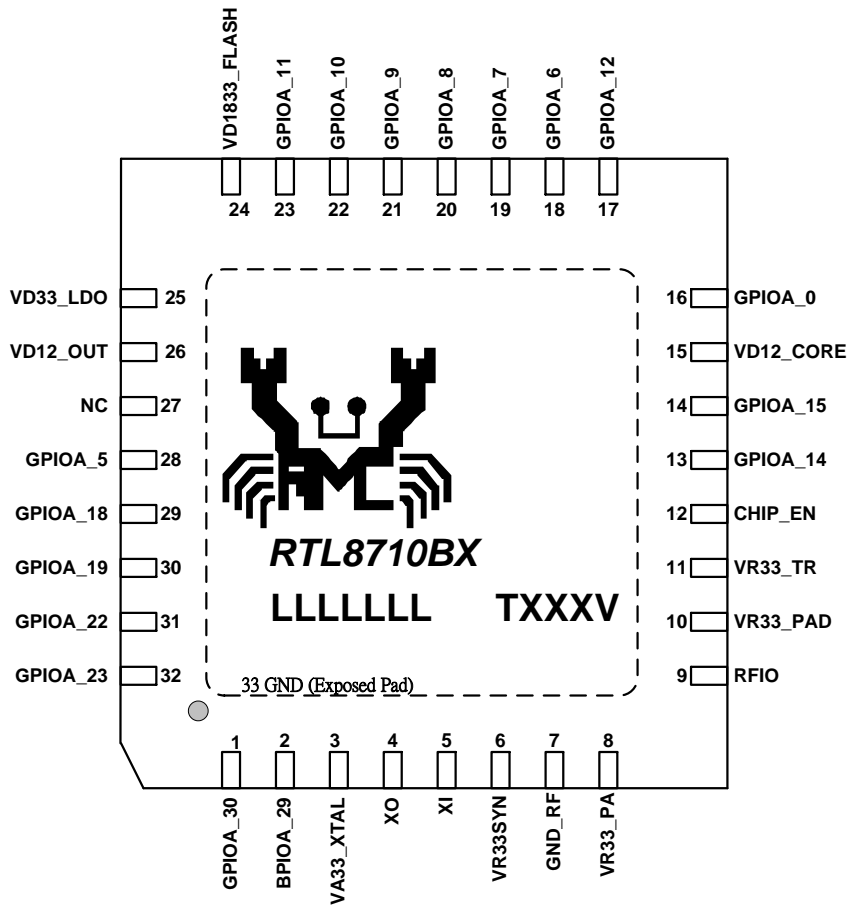 VD1833_FLASH
GPIOA_11
GPIOA_10
GPIOA_9
GPIOA_8
GPIOA_7
GPIOA_6
GPIOA_12
24 23 22 21 20 19 18 17
VD33_LDO 25
VD12_OUT 26
NC 27
GPIOA_5 28
GPIOA_18 29
GPIOA_19 30
GPIOA_22 31
GPIOA_23 32
16 GPIOA_0
15 VD12_CORE
14 GPIOA_15
13 GPIOA_14
12 CHIP_EN
11 VR33_TR
10 VR33_PAD
9 RFIO
RTL8710BX
LLLLLLL TXXXV
33 GND (Exposed Pad)
1 2 3 4 5 6 7 8
GPIOA_30
BPIOA_29
VA33_XTAL
XO
XI
VR33SYN
GND_RF
VR33_PA